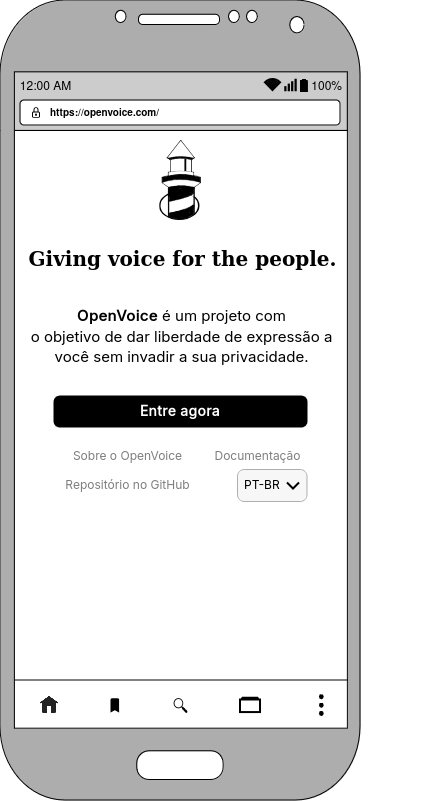 12:00 AM 100%
https://openvoice.com/
Giving voice for the people.
OpenVoice é um projeto com
o objetivo de dar liberdade de expressão a
você sem invadir a sua privacidade.
Entre agora
Sobre o OpenVoice Documentação
Repositório no GitHub PT-BR